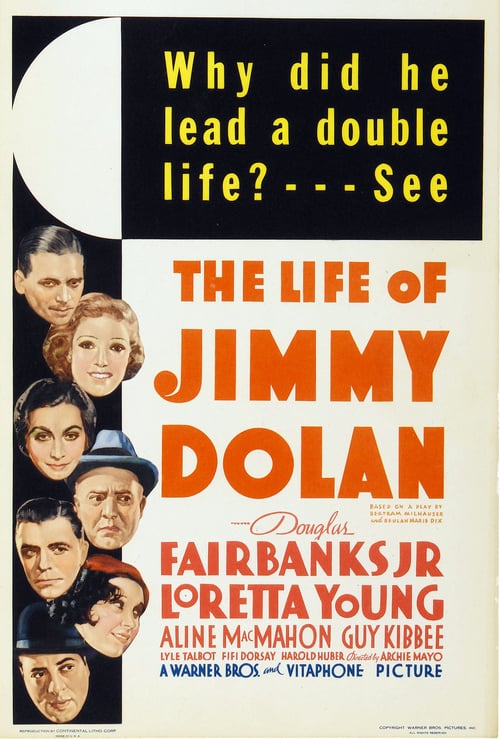 Why did he
lead a double
life?---See
THE LIFE OF
JIMMY
DOLAN
BASED ON A PLAY BY
BERTRAM MILLHAUSER
and BEULAH MARIE DIX
Douglas
FAIRBANKS JR
LORETTA YOUNG
ALINE MACMAHON GUY KIBBEE
LYLE TALBOT FIFI DORSAY HAROLD HUBER Directed by ARCHIE MAYO
A WARNER BROS. and VITAPHONE PICTURE
REPRODUCTION BY CONTINENTAL LITHO. CORP.
COPYRIGHT WARNER BROS. PICTURES, INC.
ALL RIGHTS RESERVED